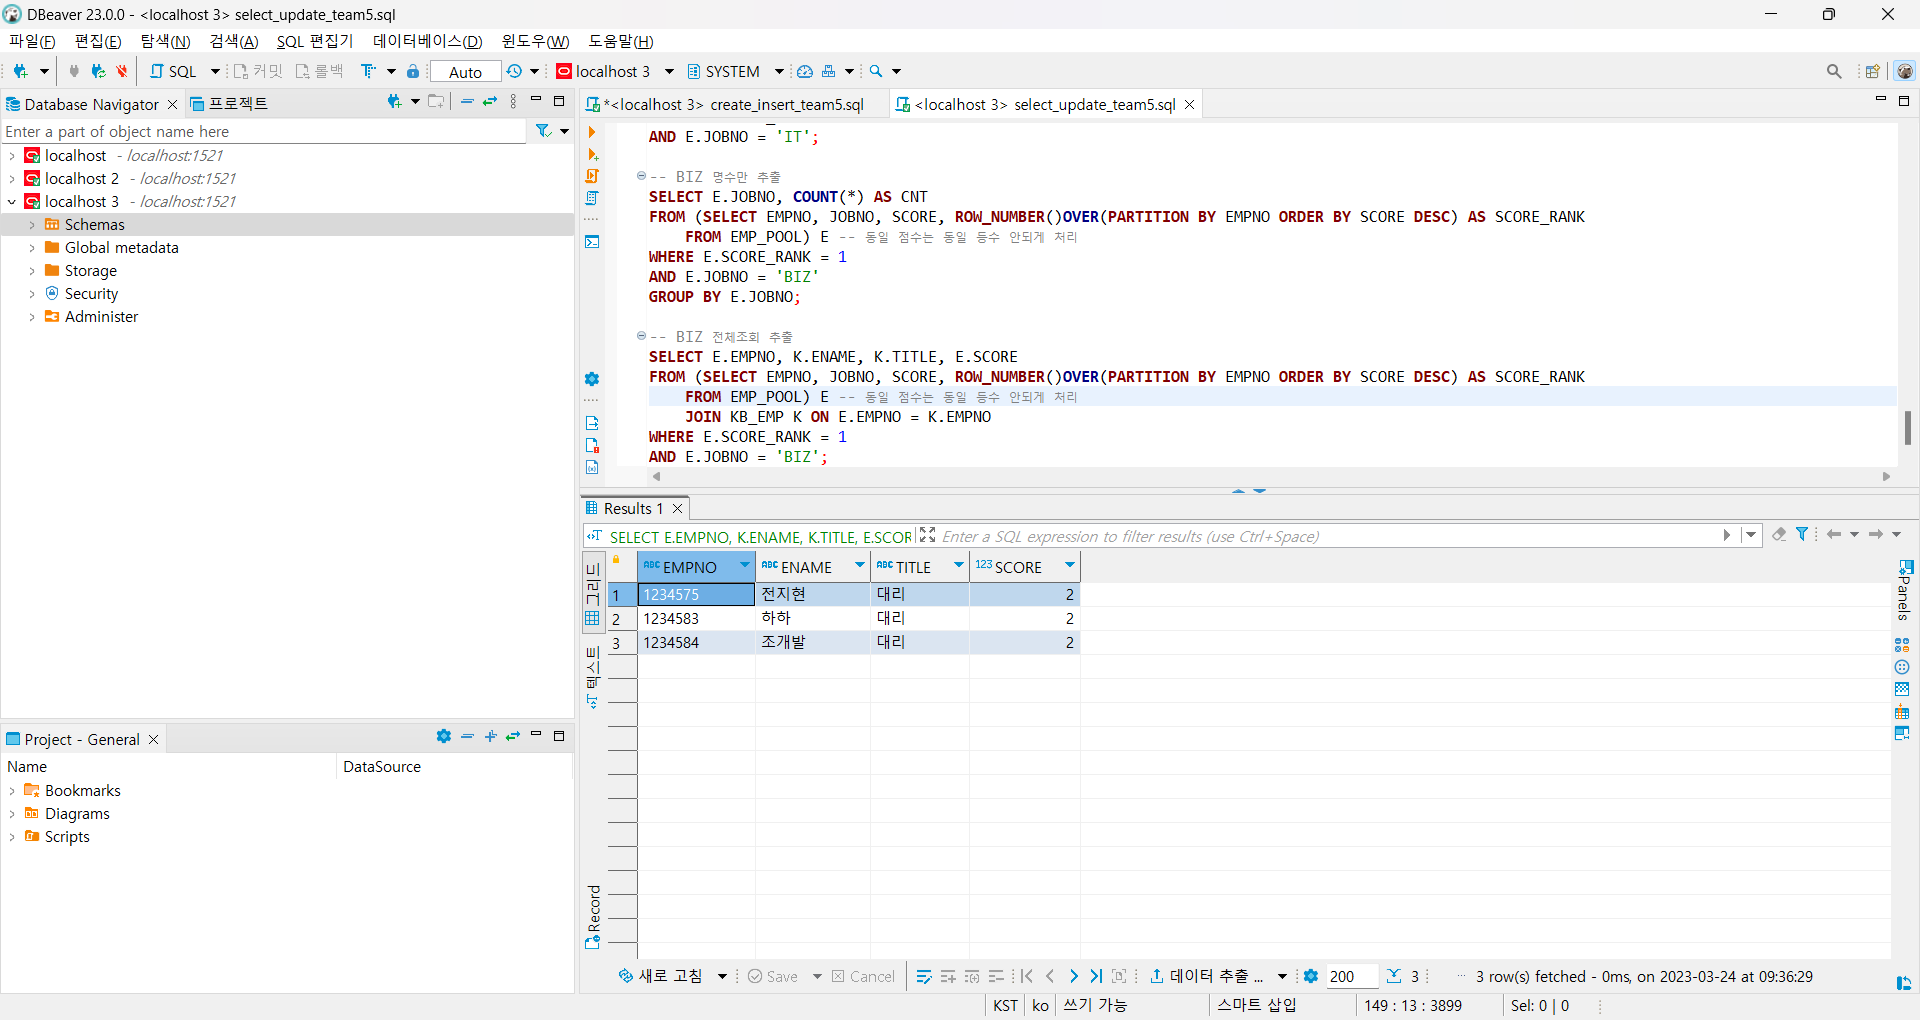 DBeaver 23.0.0 - <localhost 3> select_update_team5.sql
파일(F) 편집(E) 탐색(N) 검색(A) SQL 편집기 데이터베이스(D) 윈도우(W) 도움말(H)
SQL 커밋 롤백 Auto localhost 3 SYSTEM
Database Navigator 프로젝트
Enter a part of object name here
localhost - localhost:1521
localhost 2 - localhost:1521
localhost 3 - localhost:1521
Schemas
Global metadata
Storage
Security
Administer
Project - General
Name DataSource
Bookmarks
Diagrams
Scripts
*<localhost 3> create_insert_team5.sql <localhost 3> select_update_team5.sql
AND E.JOBNO = 'IT';
-- BIZ 명수만 추출
SELECT E.JOBNO, COUNT(*) AS CNT
FROM (SELECT EMPNO, JOBNO, SCORE, ROW_NUMBER()OVER(PARTITION BY EMPNO ORDER BY SCORE DESC) AS SCORE_RANK
FROM EMP_POOL) E -- 동일 점수는 동일 등수 안되게 처리
WHERE E.SCORE_RANK = 1
AND E.JOBNO = 'BIZ'
GROUP BY E.JOBNO;
-- BIZ 전체조회 추출
SELECT E.EMPNO, K.ENAME, K.TITLE, E.SCORE
FROM (SELECT EMPNO, JOBNO, SCORE, ROW_NUMBER()OVER(PARTITION BY EMPNO ORDER BY SCORE DESC) AS SCORE_RANK
FROM EMP_POOL) E -- 동일 점수는 동일 등수 안되게 처리
JOIN KB_EMP K ON E.EMPNO = K.EMPNO
WHERE E.SCORE_RANK = 1
AND E.JOBNO = 'BIZ';
Results 1
SELECT E.EMPNO, K.ENAME, K.TITLE, E.SCOR Enter a SQL expression to filter results (use Ctrl+Space)
그리드
텍스트
Record
ABC EMPNO ABC ENAME ABC TITLE 123 SCORE
1 1234575 전지현 대리 2
2 1234583 하하 대리 2
3 1234584 조개발 대리 2
Panels
새로 고침 Save Cancel 데이터 추출 ... 200 3 3 row(s) fetched - 0ms, on 2023-03-24 at 09:36:29
KST ko 쓰기 가능 스마트 삽입 149 : 13 : 3899 Sel: 0 | 0